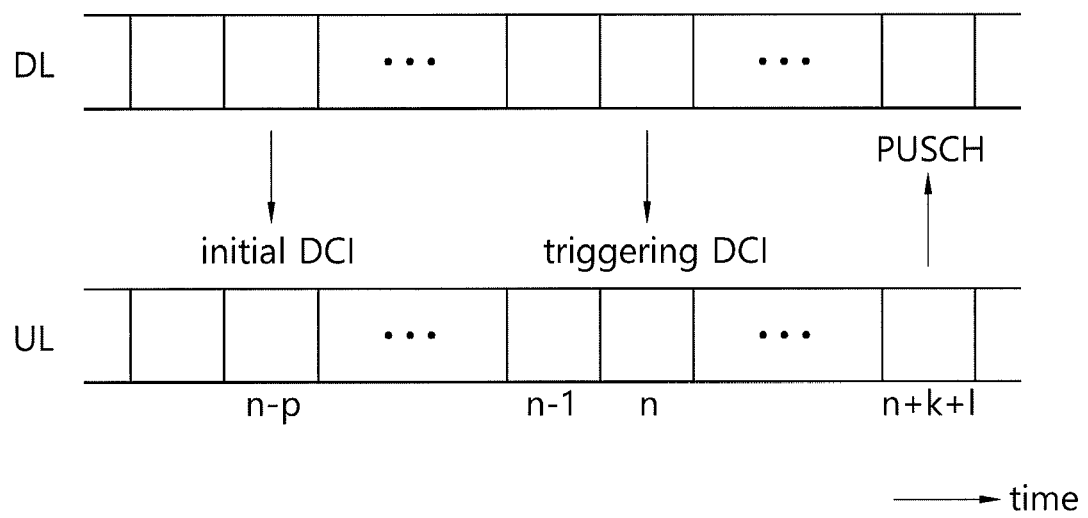 DL
• • •
• • •
PUSCH
initial DCI
triggering DCI
UL
• • •
• • •
n-p
n-1
n
n+k+l
time